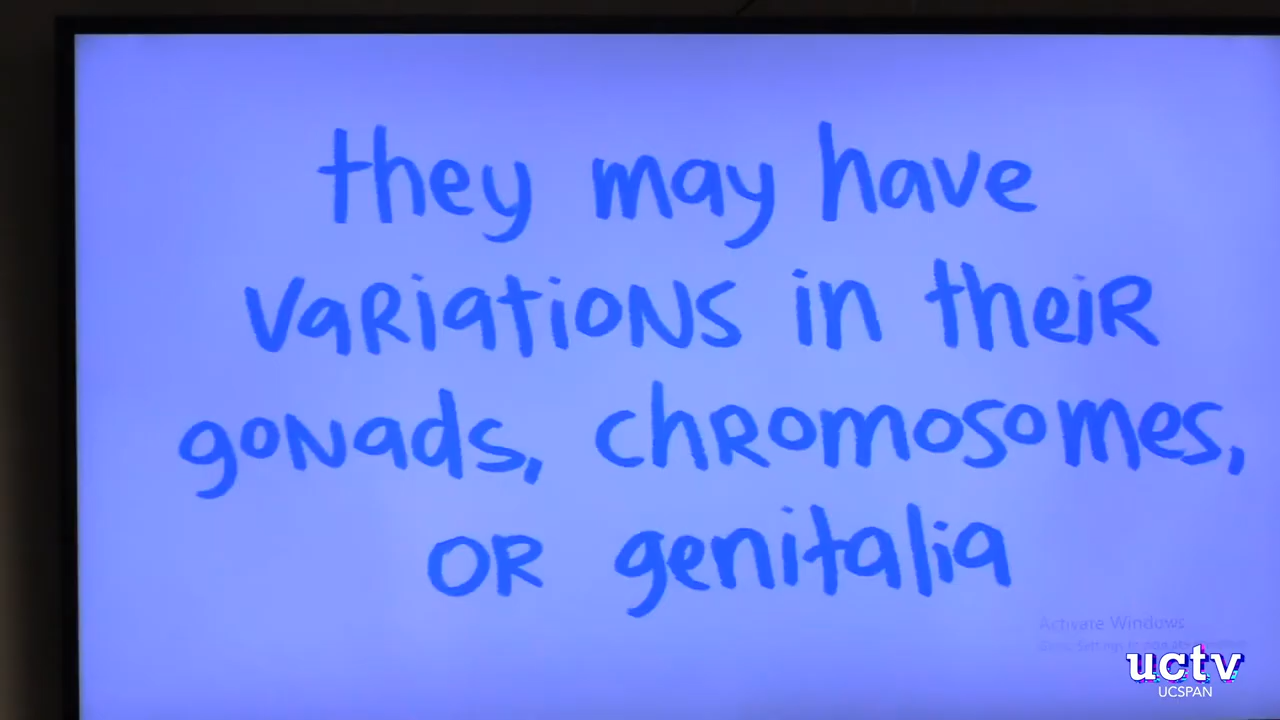 they may have
variations in their
gonads, chromosomes,
or genitalia
Activate Windows
uctv
UCSPAN